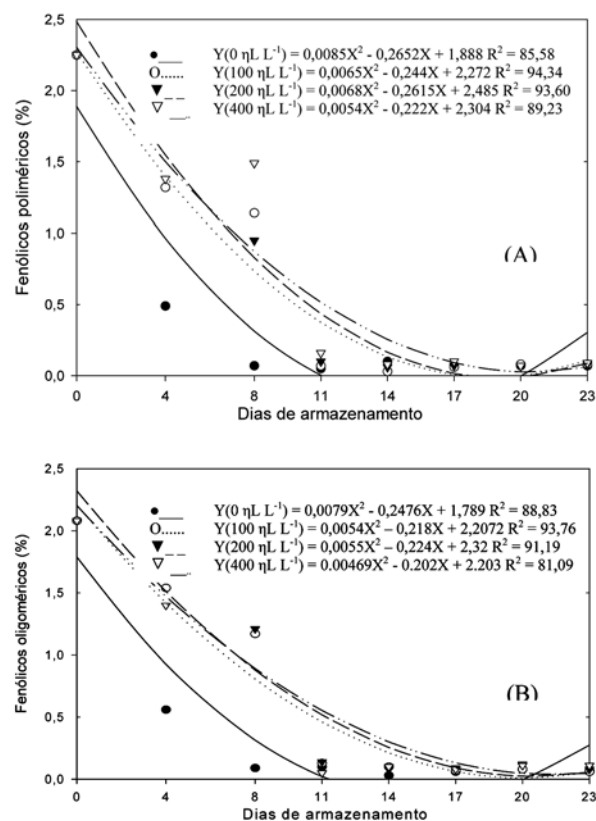 Y(0 ηL L⁻¹) = 0,0085X² - 0,2652X + 1,888 R² = 85,58
Y(100 ηL L⁻¹) = 0,0065X² - 0,244X + 2,272 R² = 94,34
Y(200 ηL L⁻¹) = 0,0068X² - 0,2615X + 2,485 R² = 93,60
Y(400 ηL L⁻¹) = 0,0054X² - 0,222X + 2,304 R² = 89,23
Fenólicos poliméricos (%)
2,5
2,0
1,5
1,0
0,5
0,0
(A)
0 4 8 11 14 17 20 23
Dias de armazenamento
Y(0 ηL L⁻¹) = 0,0079X² - 0,2476X + 1,789 R² = 88,83
Y(100 ηL L⁻¹) = 0,0054X² – 0,218X + 2,2072 R² = 93,76
Y(200 ηL L⁻¹) = 0,0055X² – 0,224X + 2,32 R² = 91,19
Y(400 ηL L⁻¹) = 0.00469X² - 0.202X + 2.203 R² = 81,09
Fenólicos oligoméricos (%)
2,5
2,0
1,5
1,0
0,5
0,0
(B)
0 4 8 11 14 17 20 23
Dias de armazenamento